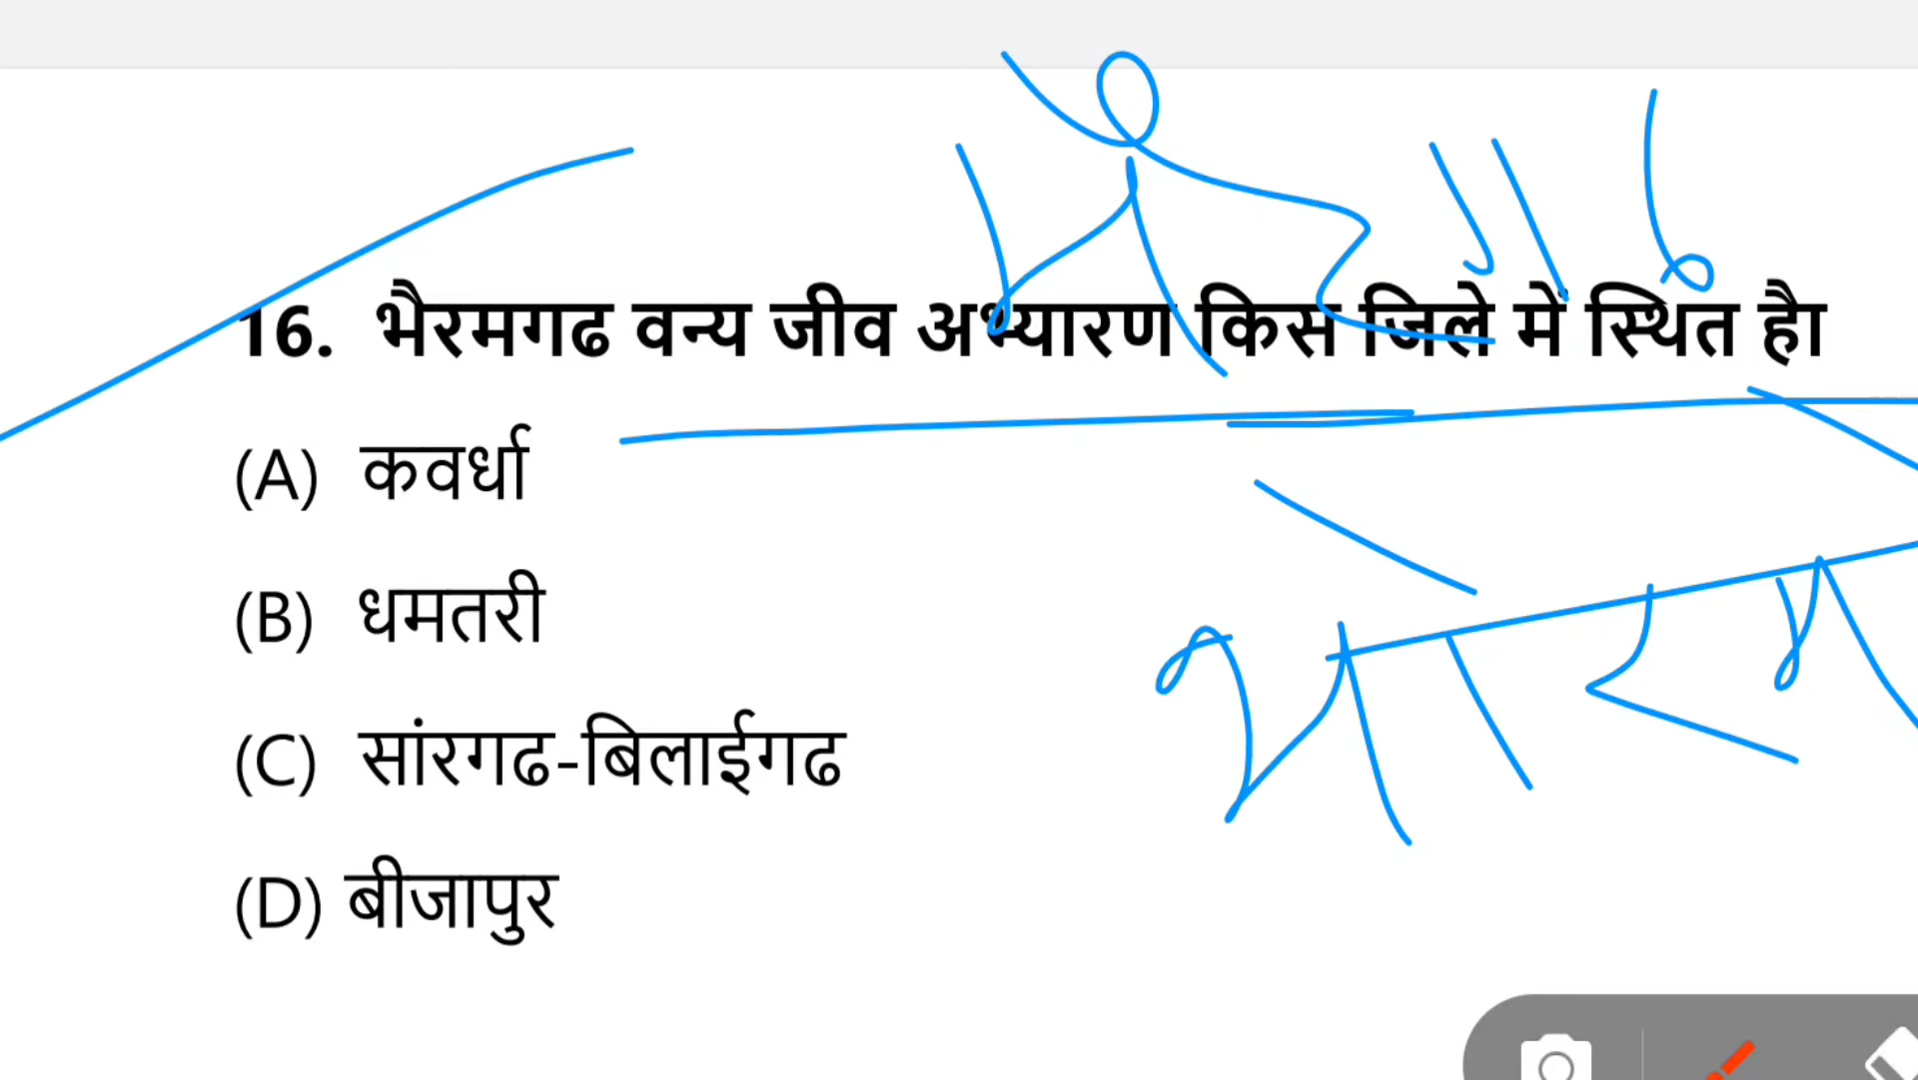 16. भैरमगढ वन्य जीव अभ्यारण किस जिले में स्थित हैा
(A) कवर्धा
(B) धमतरी
(C) सांरगढ-बिलाईगढ
(D) बीजापुर